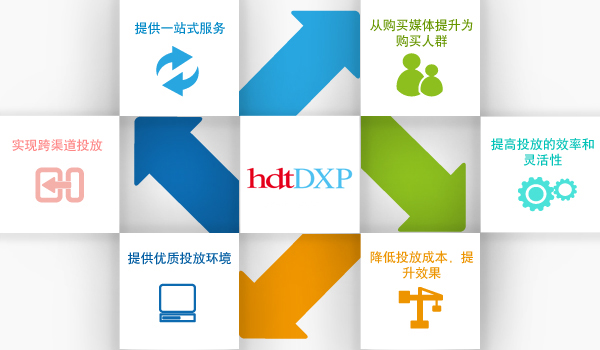 提供一站式服务
从购买媒体提升为
购买人群
实现跨渠道投放
hdtDXP
提高投放的效率和
灵活性
提供优质投放环境
降低投放成本，提
升效果